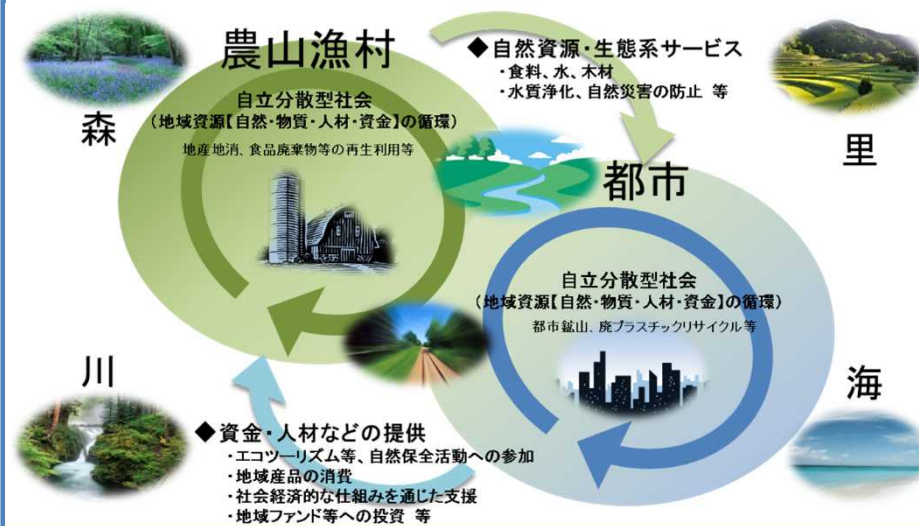 農山漁村
◆自然資源・生態系サービス
・食料、水、木材
・水質浄化、自然災害の防止 等
森
里
自立分散型社会
(地域資源【自然・物質・人材・資金】の循環)
地産地消、食品廃棄物等の再生利用等
都市
自立分散型社会
(地域資源【自然・物質・人材・資金】の循環)
都市鉱山、廃プラスチックリサイクル等
川
海
◆資金・人材などの提供
・エコツーリズム等、自然保全活動への参加
・地域産品の消費
・社会経済的な仕組みを通じた支援
・地域ファンド等への投資 等